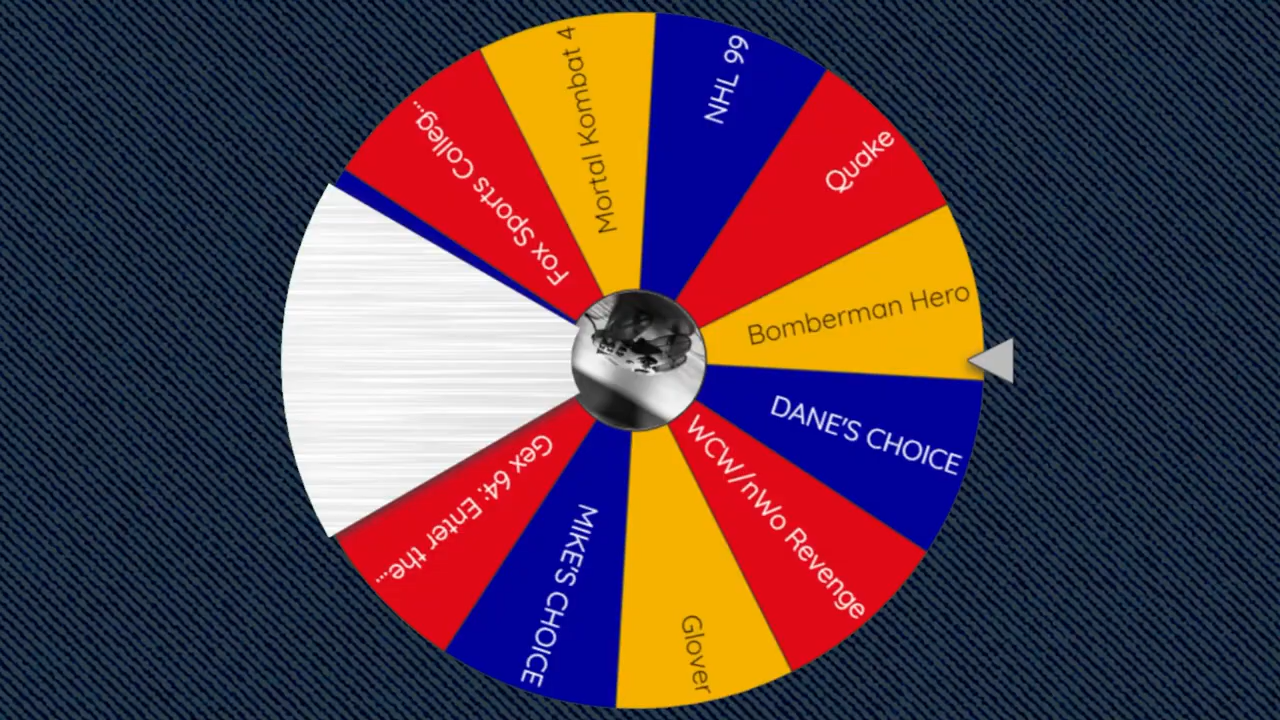 Mortal Kombat 4
NHL 99
Quake
Bomberman Hero
DANE'S CHOICE
WCW/nWo Revenge
Glover
MIKE'S CHOICE
Gex 64: Enter the...
Fox Sports Colleg...